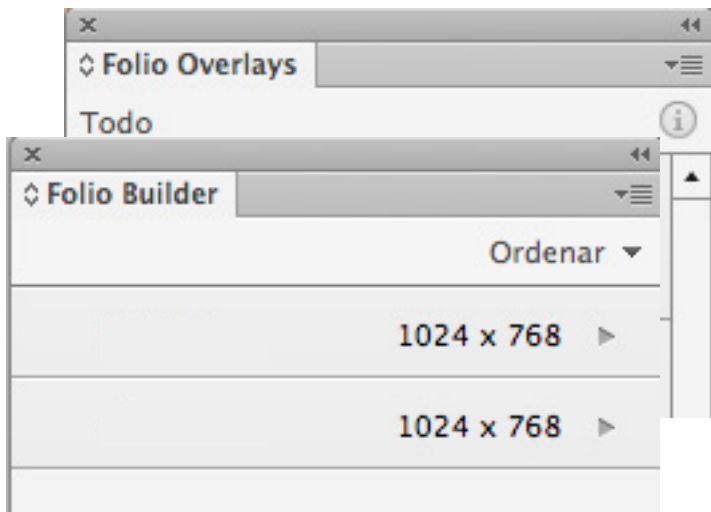 Folio Overlays
Todo
Folio Builder
Ordenar
1024 x 768
1024 x 768